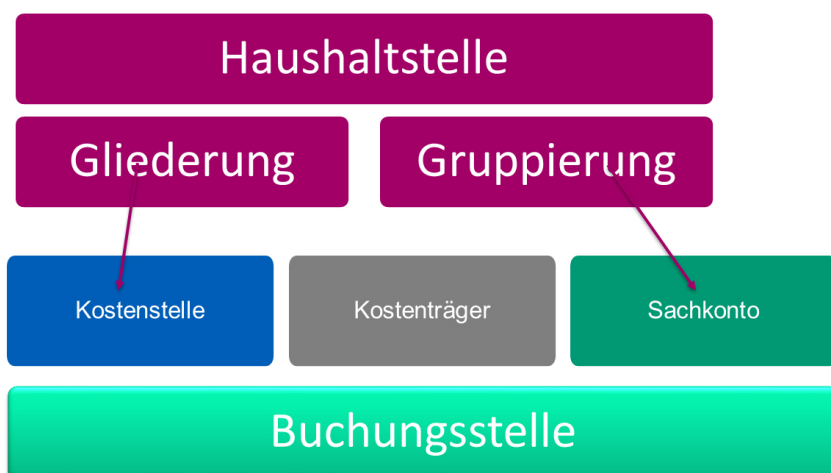 Haushaltstelle
Gliederung
Gruppierung
Kostenstelle
Kostenträger
Sachkonto
Buchungsstelle